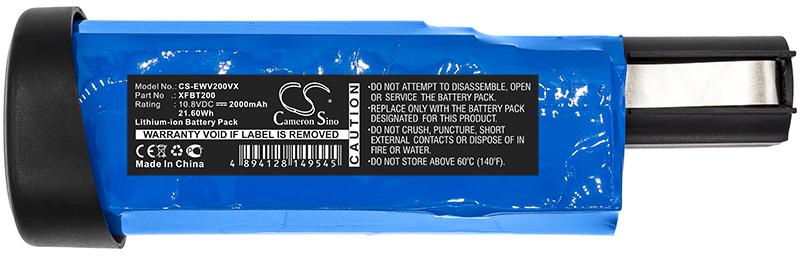 Model No.: CS-EWV200VX
Part No : XFBT200
Rating : 10.8VDC ⎓ 2000mAh
21.60Wh
Lithium-ion Battery Pack
CS
Cameron Sino
WARRANTY VOID IF LABEL IS REMOVED
Made In China
CE
4 894128 149545
CAUTION
DO NOT ATTEMPT TO DISASSEMBLE, OPEN
OR SERVICE BATTERY PACK.
REPLACE ONLY WITH THE BATTERY PACK
DESIGNATED FOR THIS PRODUCT.
DO NOT CRUSH, PUNCTURE, SHORT
EXTERNAL CONTACTS OR DISPOSE OF IN
FIRE.
DO NOT STORE ABOVE 60°C (140°F).